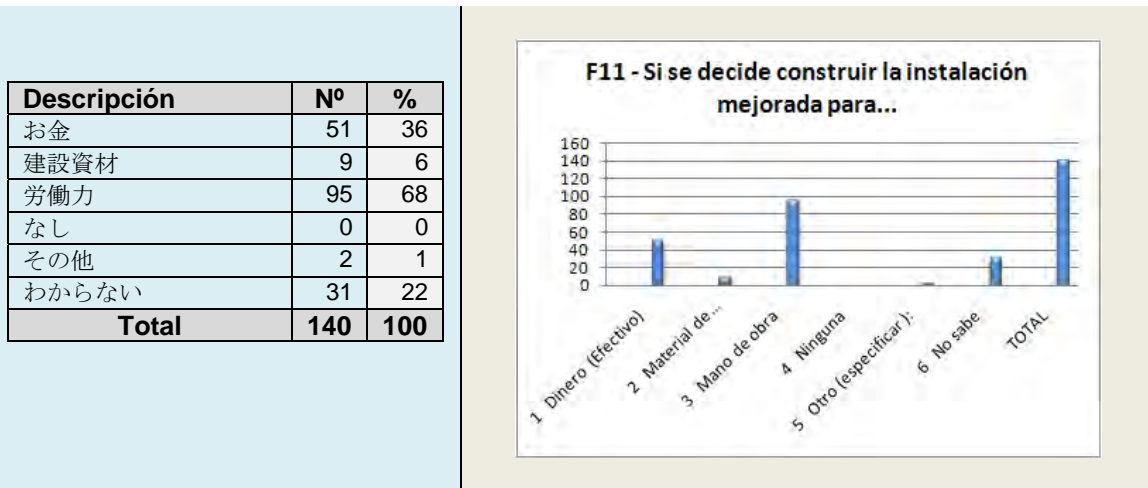 Descripción Nº %
お金 51 36
建設資材 9 6
労働力 95 68
なし 0 0
その他 2 1
わからない 31 22
Total 140 100
F11 - Si se decide construir la instalación
mejorada para...
160
140
120
100
80
60
40
20
0
1 Dinero (Efectivo)
2 Material de...
3 Mano de obra
4 Ninguna
5 Otro (especificar ):
6 No sabe
TOTAL